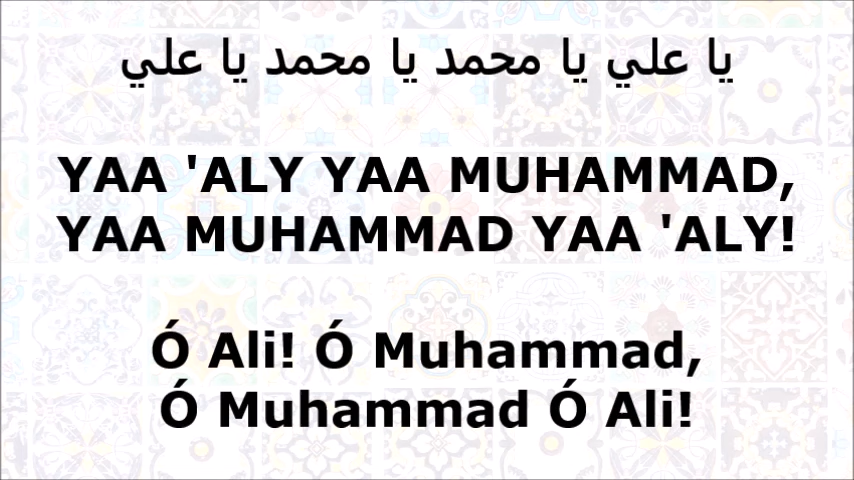 يا علي يا محمد يا محمد يا علي
YAA 'ALY YAA MUHAMMAD,
YAA MUHAMMAD YAA 'ALY!
Ó Ali! Ó Muhammad,
Ó Muhammad Ó Ali!